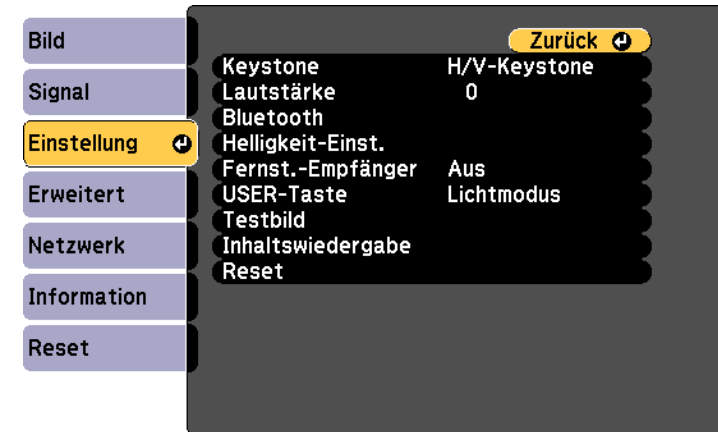 Bild
Signal
Einstellung
Erweitert
Netzwerk
Information
Reset
Zurück
Keystone H/V-Keystone
Lautstärke 0
Bluetooth
Helligkeit-Einst.
Fernst.-Empfänger Aus
USER-Taste Lichtmodus
Testbild
Inhaltswiedergabe
Reset